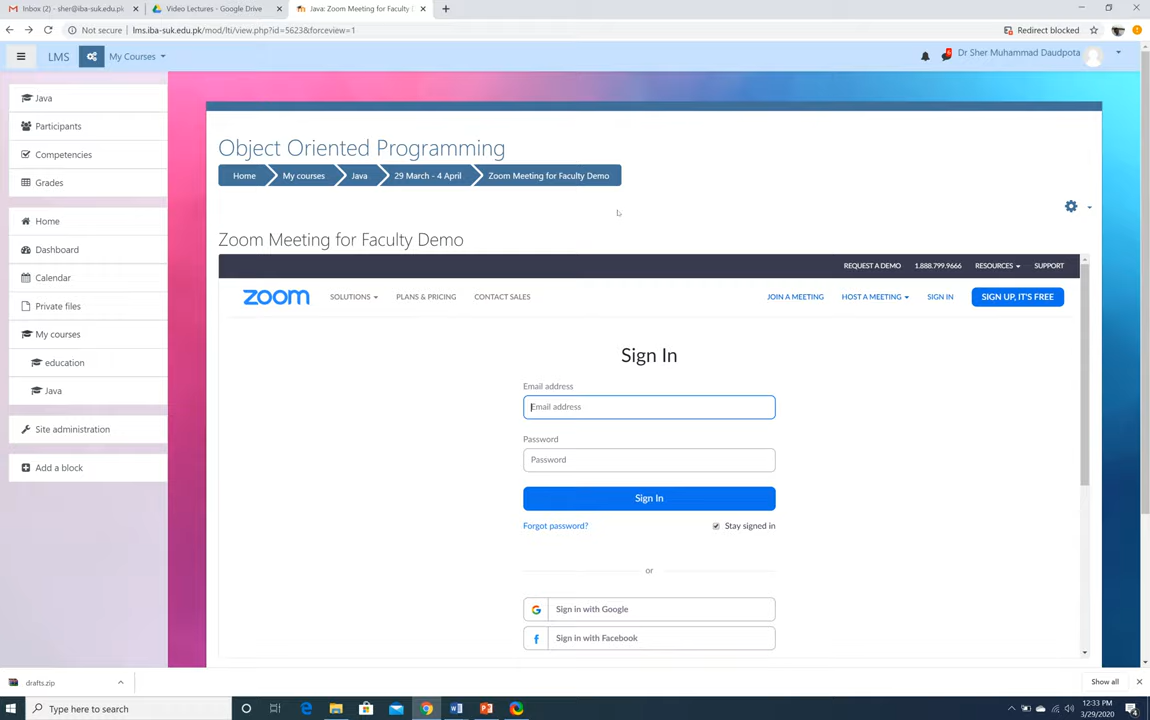 Inbox (2) - sher@iba-suk.edu.pk
Video Lectures - Google Drive
Java: Zoom Meeting for Faculty
Not secure | lms.iba-suk.edu.pk/mod/lti/view.php?id=5623&forceview=1
Redirect blocked
LMS
My Courses
Dr Sher Muhammad Daudpota
Java
Participants
Competencies
Grades
Home
Dashboard
Calendar
Private files
My courses
education
Java
Site administration
Add a block
Object Oriented Programming
Home
My courses
Java
29 March - 4 April
Zoom Meeting for Faculty Demo
Zoom Meeting for Faculty Demo
REQUEST A DEMO
1.888.799.9666
RESOURCES
SUPPORT
zoom
SOLUTIONS
PLANS & PRICING
CONTACT SALES
JOIN A MEETING
HOST A MEETING
SIGN IN
SIGN UP, IT'S FREE
Sign In
Email address
Email address
Password
Password
Sign In
Forgot password?
Stay signed in
or
Sign in with Google
Sign in with Facebook
drafts.zip
Show all
Type here to search
12:33 PM
3/29/2020